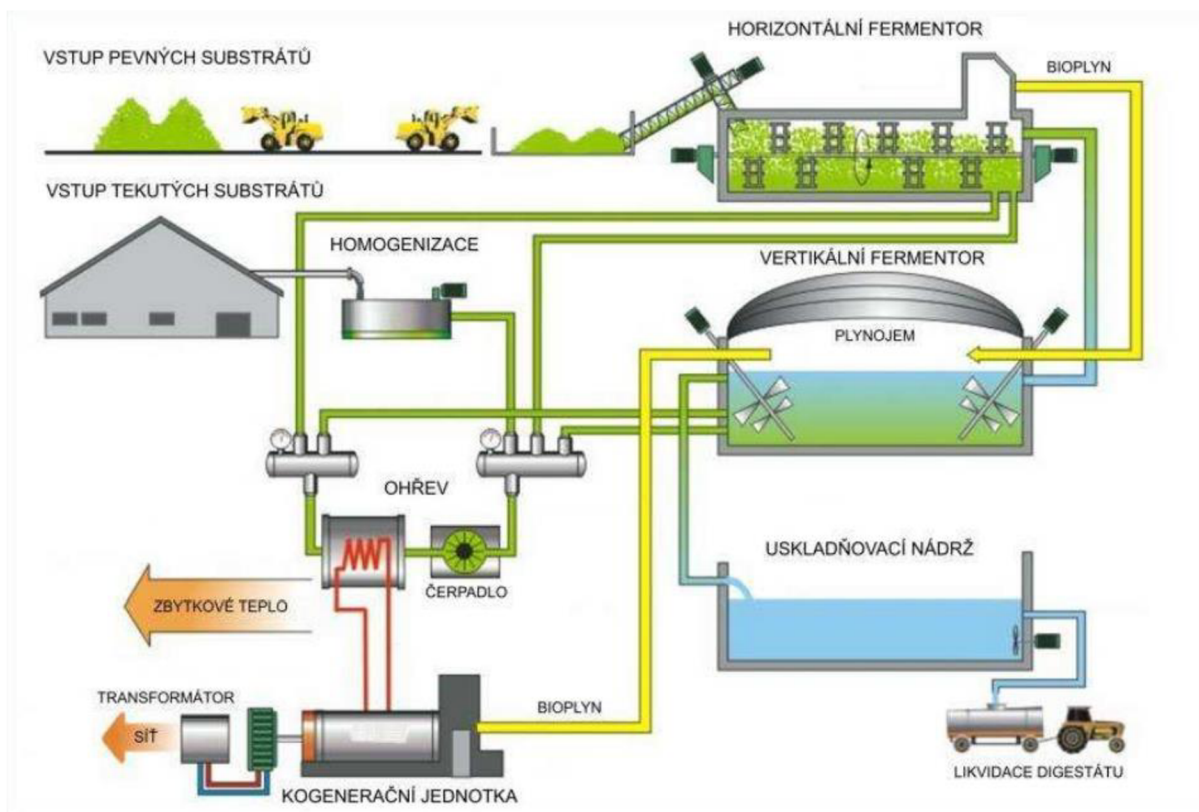 HORIZONTÁLNÍ FERMENTOR
VSTUP PEVNÝCH SUBSTRÁTŮ
BIOPLYN
VSTUP TEKUTÝCH SUBSTRÁTŮ
HOMOGENIZACE
VERTIKÁLNÍ FERMENTOR
PLYNOJEM
OHŘEV
USKLADŇOVACÍ NÁDRŽ
ČERPADLO
ZBYTKOVÉ TEPLO
TRANSFORMÁTOR
BIOPLYN
SÍŤ
LIKVIDACE DIGESTÁTU
KOGENERAČNÍ JEDNOTKA